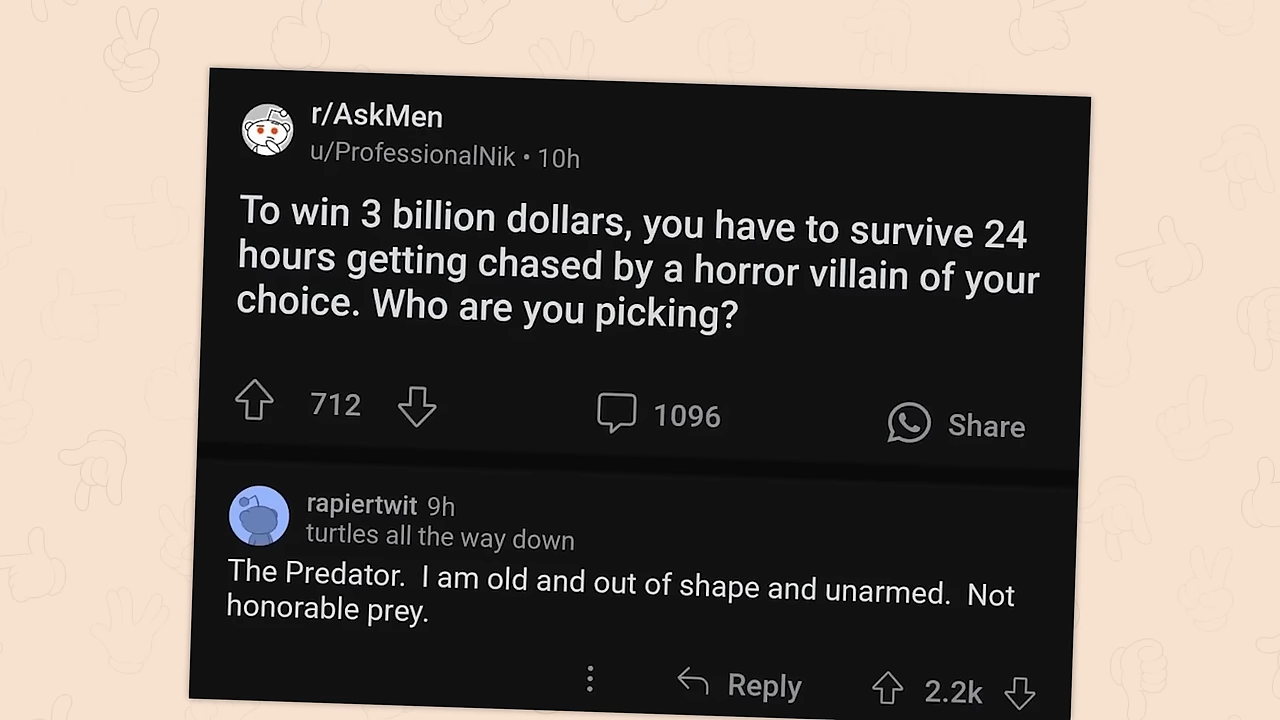 r/AskMen
u/ProfessionalNik • 10h
To win 3 billion dollars, you have to survive 24
hours getting chased by a horror villain of your
choice. Who are you picking?
712
1096
Share
rapiertwit 9h
turtles all the way down
The Predator.  I am old and out of shape and unarmed.  Not
honorable prey.
Reply
2.2k